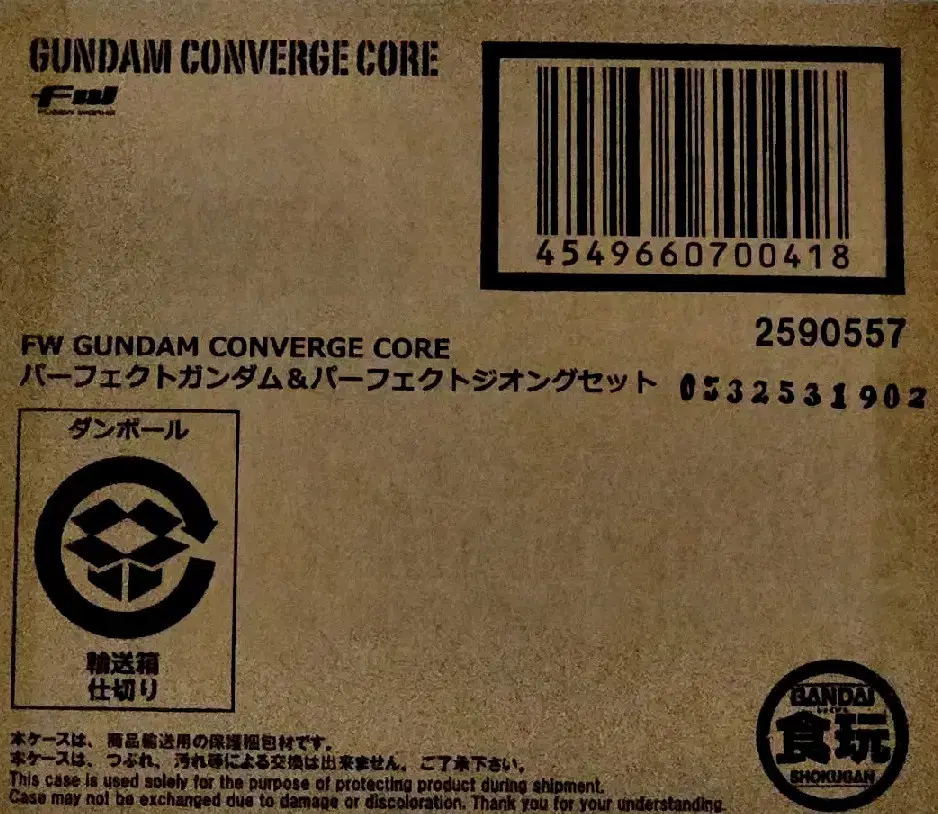 GUNDAM CONVERGE CORE
FW
FUSION WORKS
4549660700418
2590557
FW GUNDAM CONVERGE CORE
パーフェクトガンダム&パーフェクトジオングセット
0532531902
ダンボール
輸送箱
仕切り
本ケースは、商品輸送用の保護梱包材です。
本ケースは、つぶれ、汚れ等による交換は出来ません。ご了承下さい。
This case is used solely for the purpose of protecting product during shipment.
Case may not be exchanged due to damage or discoloration. Thank you for your understanding.
BANDAI
食玩
SHOKUGAN